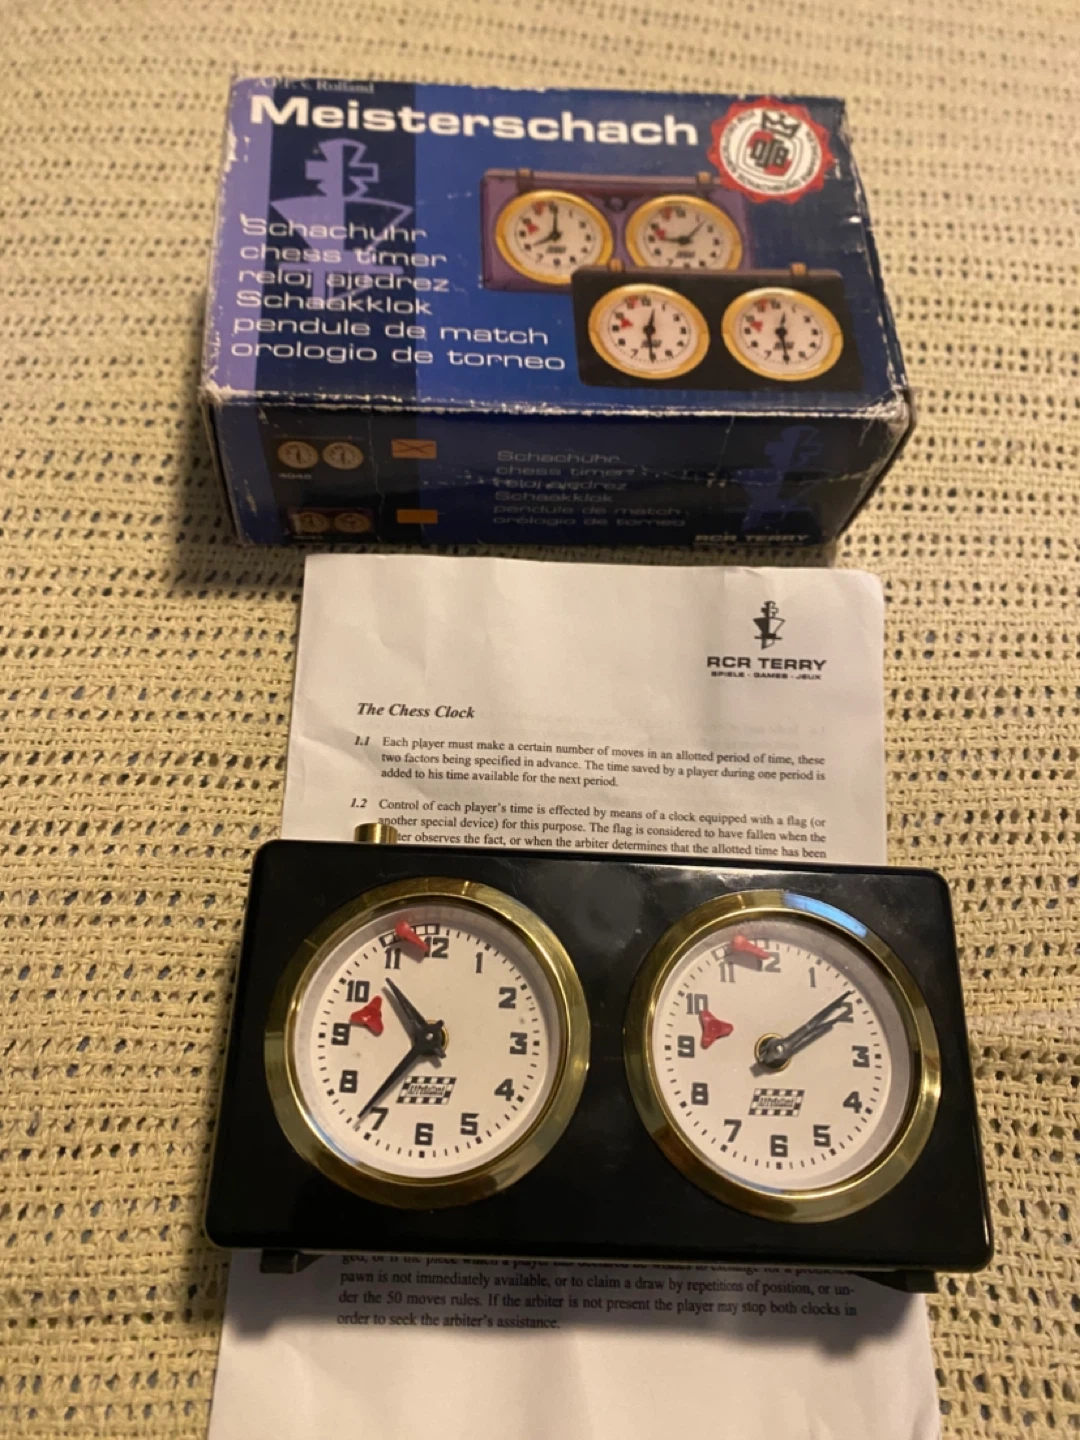 Meisterschach
Schachuhr
chess timer
reloj ajedrez
Schaakklok
pendule de match
orologio de torneo
Schachuhr
chess timer
reloj ajedrez
Schaakklok
pendule de match
orologio de torneo
RCR TERRY
RCR TERRY
SPIELE - GAMES - JEUX
The Chess Clock
1.1 Each player must make a certain number of moves in an allotted period of time, these
two factors being specified in advance. The time saved by a player during one period is
added to his time available for the next period.
1.2 Control of each player's time is effected by means of a clock equipped with a flag (or
another special device) for this purpose. The flag is considered to have fallen when the
observes the fact, or when the arbiter determines that the allotted time has been
12
1
2
3
4
5
6
7
8
9
10
11
12
1
2
3
4
5
6
7
8
9
10
11
pawn is not immediately available, or to claim a draw by repetitions of position, or un-
der the 50 moves rules. If the arbiter is not present the player may stop both clocks in
order to seek the arbiter's assistance.